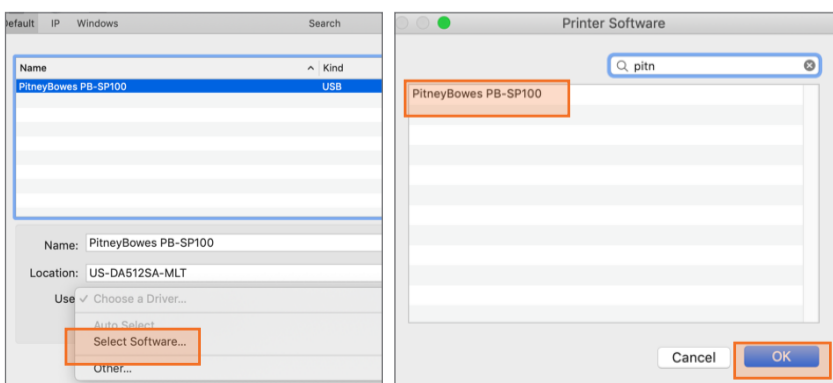 Default IP Windows Search
Name Kind
PitneyBowes PB-SP100 USB
Name: PitneyBowes PB-SP100
Location: US-DA512SA-MLT
Use ✓ Choose a Driver...
Auto Select
Select Software...
Other...
Printer Software
pitn
PitneyBowes PB-SP100
Cancel OK